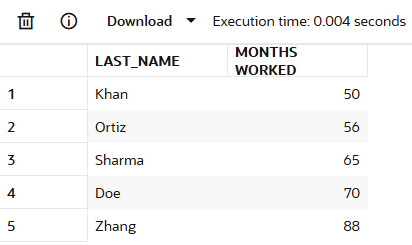 Download Execution time: 0.004 seconds
LAST_NAME MONTHS WORKED
1 Khan 50
2 Ortiz 56
3 Sharma 65
4 Doe 70
5 Zhang 88